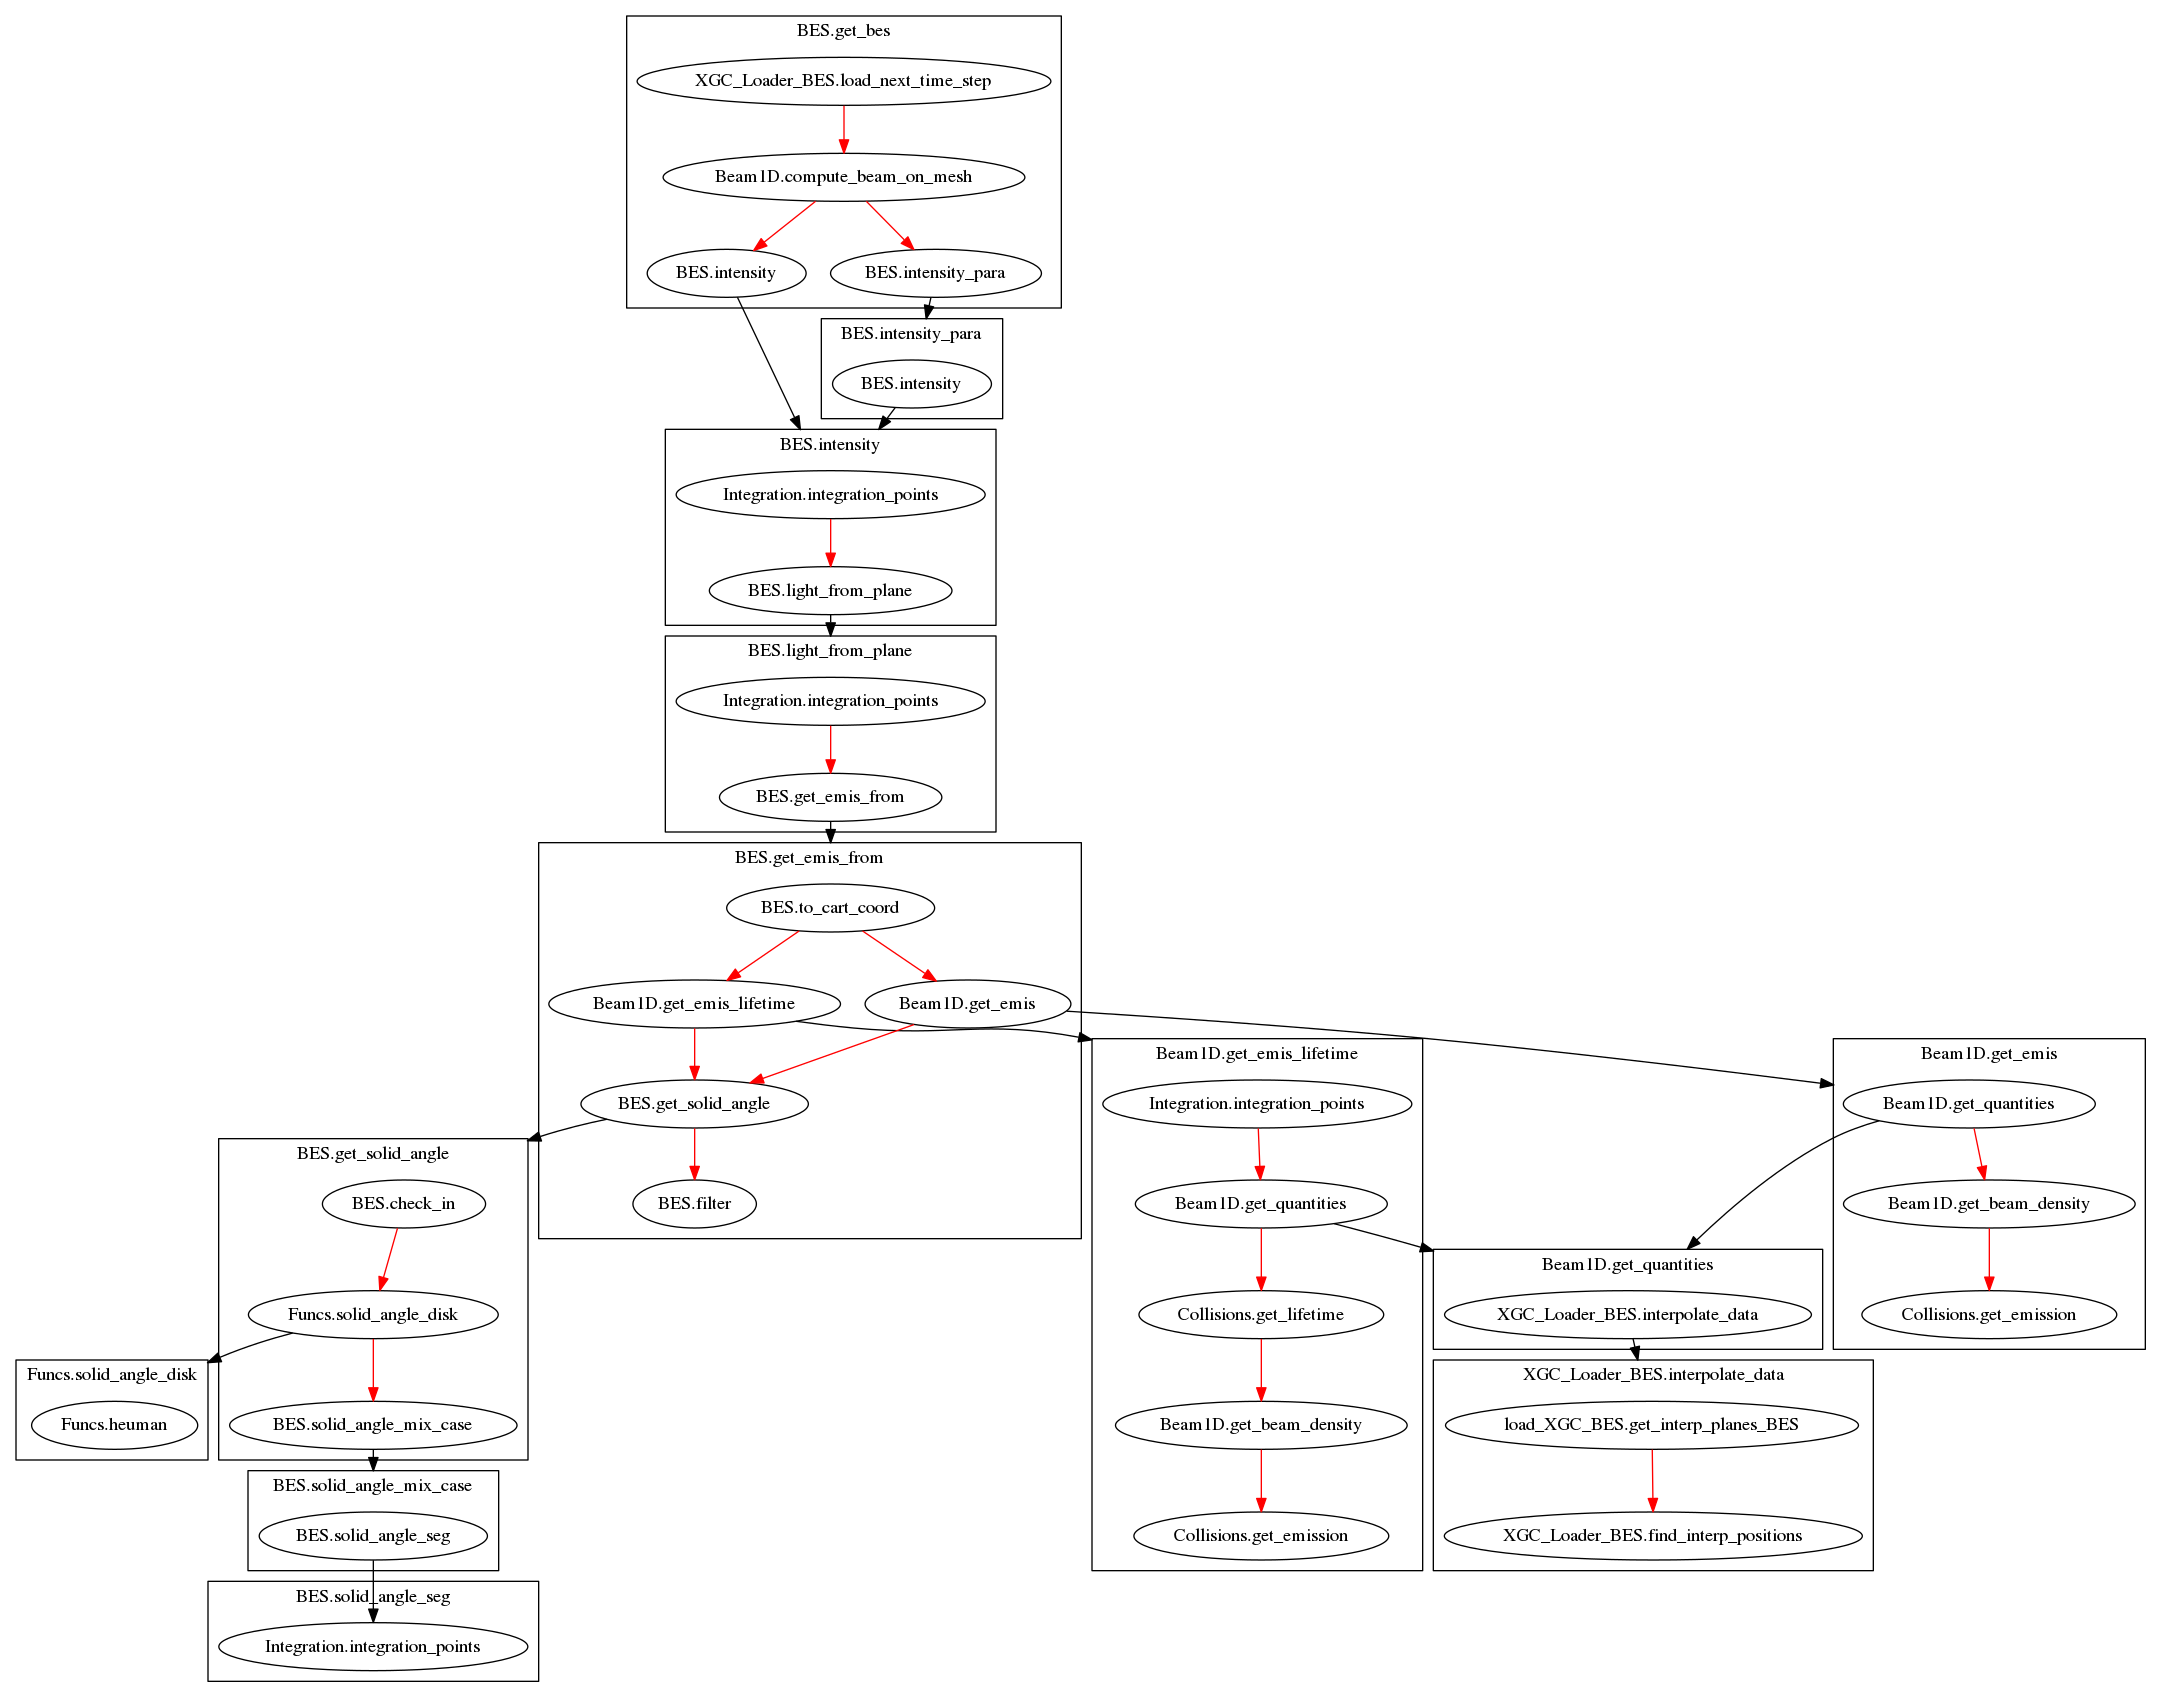 BES.get_bes
XGC_Loader_BES.load_next_time_step
Beam1D.compute_beam_on_mesh
BES.intensity
BES.intensity_para
BES.intensity_para
BES.intensity
BES.intensity
Integration.integration_points
BES.light_from_plane
BES.light_from_plane
Integration.integration_points
BES.get_emis_from
BES.get_emis_from
BES.to_cart_coord
Beam1D.get_emis_lifetime
Beam1D.get_emis
BES.get_solid_angle
BES.filter
Beam1D.get_emis_lifetime
Integration.integration_points
Beam1D.get_quantities
Collisions.get_lifetime
Beam1D.get_beam_density
Collisions.get_emission
Beam1D.get_emis
Beam1D.get_quantities
Beam1D.get_beam_density
Collisions.get_emission
Beam1D.get_quantities
XGC_Loader_BES.interpolate_data
XGC_Loader_BES.interpolate_data
load_XGC_BES.get_interp_planes_BES
XGC_Loader_BES.find_interp_positions
BES.get_solid_angle
BES.check_in
Funcs.solid_angle_disk
BES.solid_angle_mix_case
Funcs.solid_angle_disk
Funcs.heuman
BES.solid_angle_mix_case
BES.solid_angle_seg
BES.solid_angle_seg
Integration.integration_points